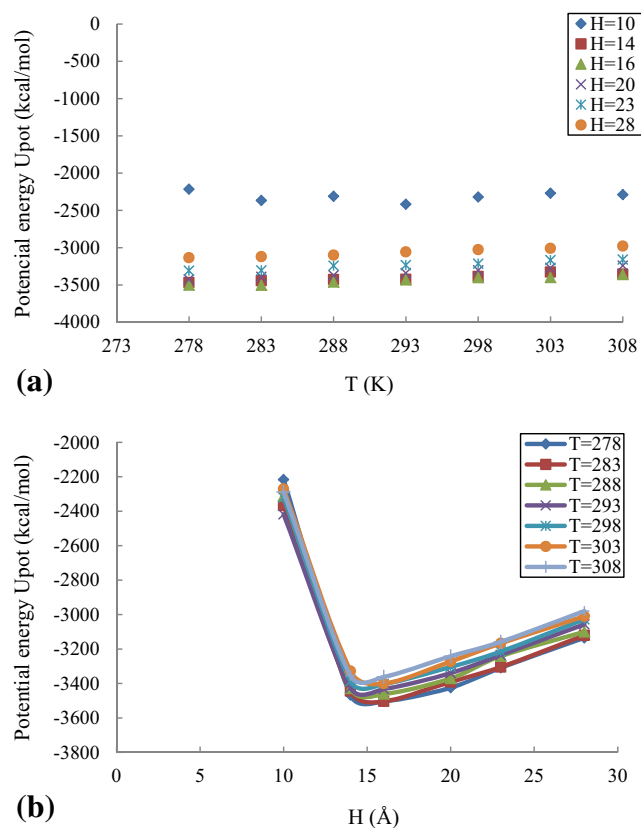 0
-500
-1000
-1500
-2000
-2500
-3000
-3500
-4000
Potencial energy Upot (kcal/mol)
273 278 283 288 293 298 303 308
T (K)
H=10
H=14
H=16
H=20
H=23
H=28
(a)
-2000
-2200
-2400
-2600
-2800
-3000
-3200
-3400
-3600
-3800
Potential energy Upot (kcal/mol)
0 5 10 15 20 25 30
H (Å)
T=278
T=283
T=288
T=293
T=298
T=303
T=308
(b)